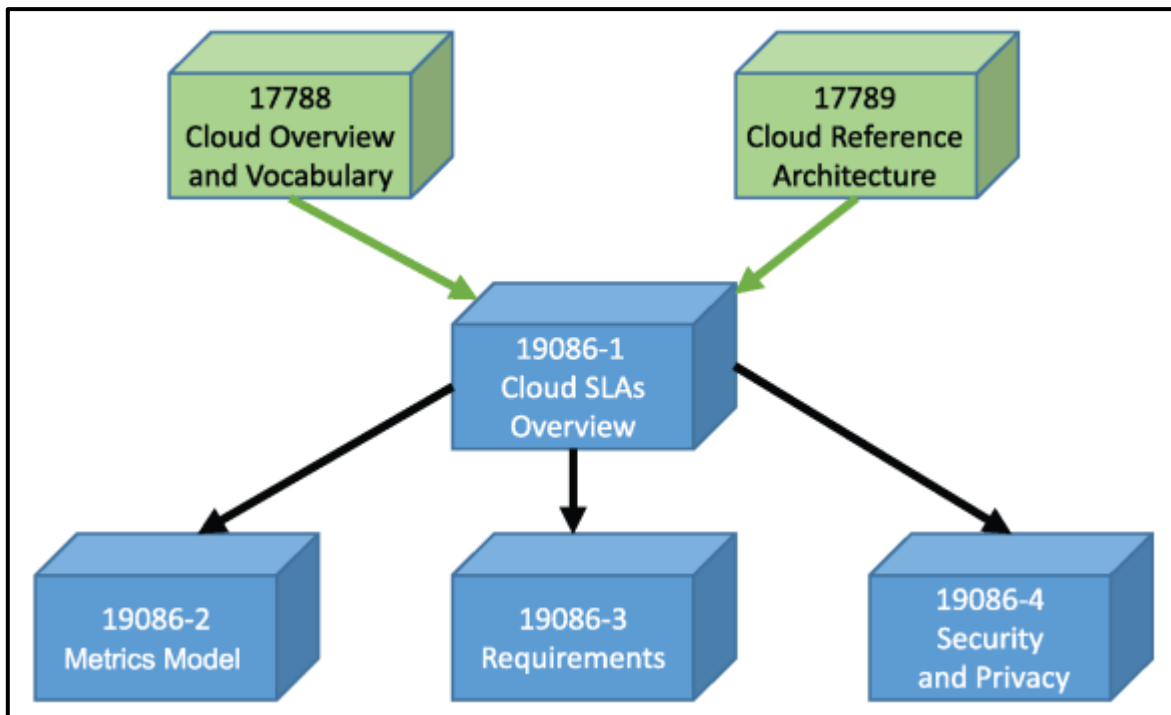 17788
Cloud Overview
and Vocabulary
17789
Cloud Reference
Architecture
19086-1
Cloud SLAs
Overview
19086-2
Metrics Model
19086-3
Requirements
19086-4
Security
and Privacy